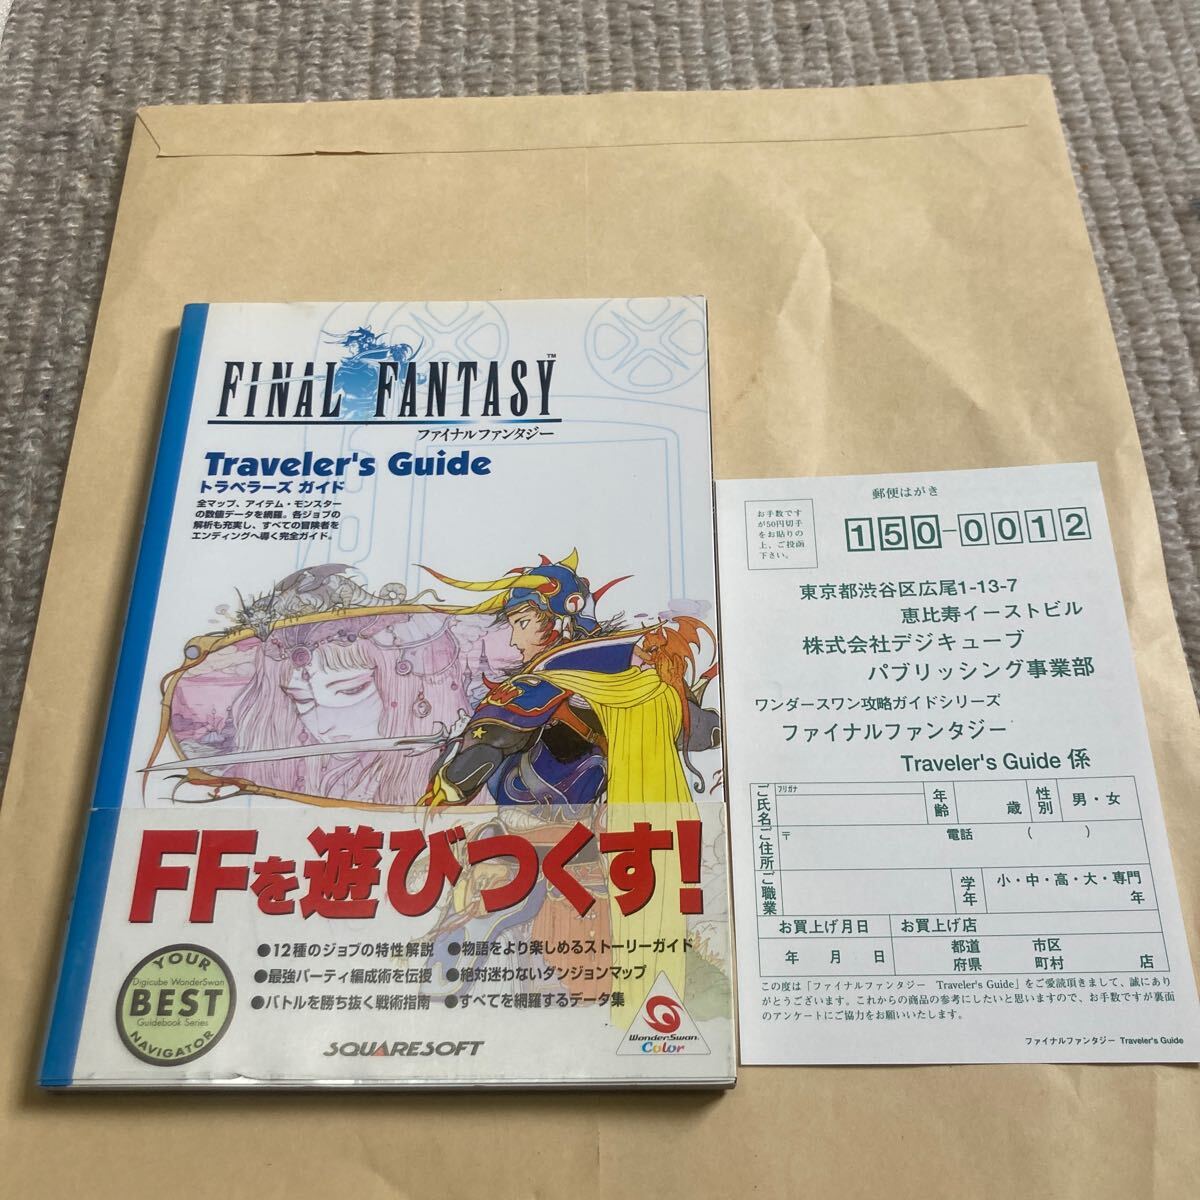 FINAL FANTASY™
ファイナルファンタジー
Traveler's Guide
トラベラーズ ガイド
全マップ、アイテム・モンスター
の数値データを網羅。各ジョブの
解析も充実し、すべての冒険者を
エンディングへ導く完全ガイド。
FFを遊びつくす!
●12種のジョブの特性解説
●最強パーティ編成術を伝授
●バトルを勝ち抜く戦術指南
●物語をより楽しめるストーリーガイド
●絶対迷わないダンジョンマップ
●すべてを網羅するデータ集
YOUR
Digicube WonderSwan
BEST
Guidebook Series
NAVIGATOR
SQUARESOFT
WonderSwan
Color
郵便はがき
お手数です
が50円切手
をお貼りの
上、ご投函
下さい。
150-0012
東京都渋谷区広尾1-13-7
恵比寿イーストビル
株式会社デジキューブ
パブリッシング事業部
ワンダースワン攻略ガイドシリーズ
ファイナルファンタジー
Traveler's Guide 係
ご氏名
フリガナ
年齢
歳
性別
男・女
ご住所
〒
電話 ( )
ご職業
学年
小・中・高・大・専門
年
お買上げ月日
お買上げ店
年 月 日
都道 市区
府県 町村 店
この度は「ファイナルファンタジー Traveler's Guide」をご愛読頂きまして、誠にあり
がとうございます。これからの商品の参考にしたいと思いますので、お手数ですが裏面
のアンケートにご協力をお願いいたします。
ファイナルファンタジー Traveler's Guide